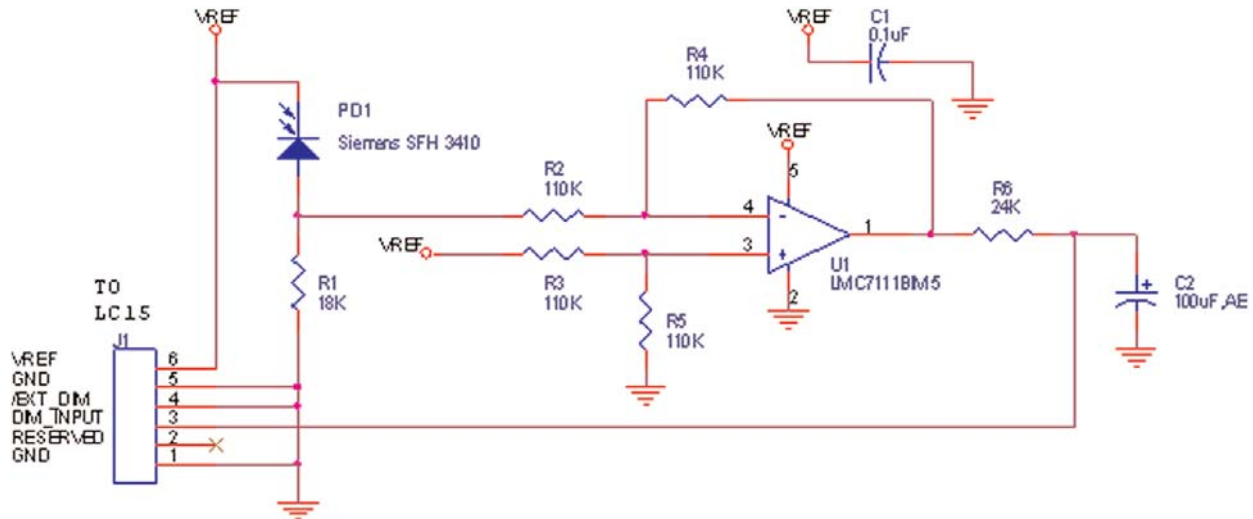 VREF
PD1
Siemens SFH 3410
R1
18K
R2
110K
VREF
R3
110K
R4
110K
R5
110K
VREF
C1
0.1uF
VREF
5
4
-
3
+
1
2
U1
LMC7111BIM5
R6
24K
+
C2
100uF,AE
TO
LC15
J1
VREF 6
GND 5
/EXT_DIM 4
DIM_INPUT 3
RESERVED 2
GND 1